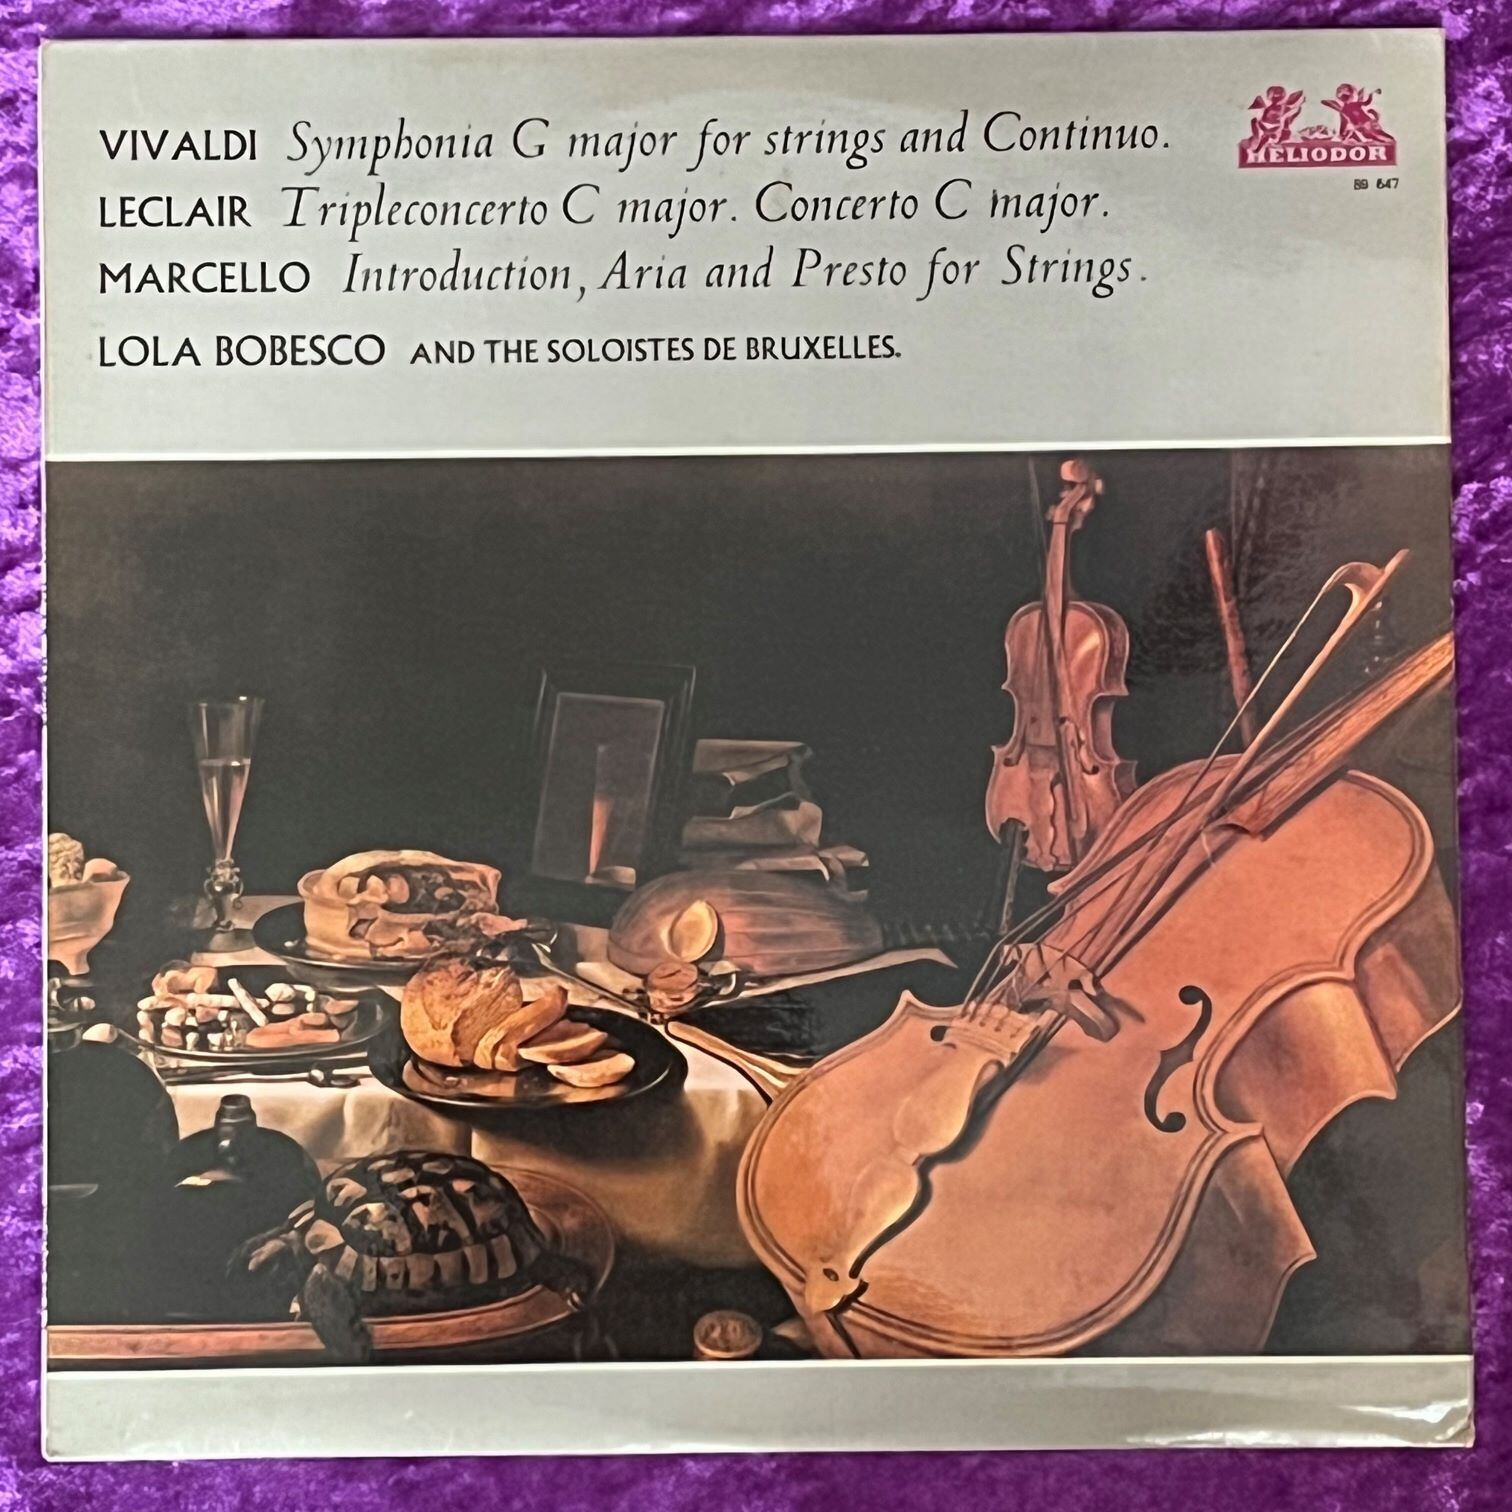 VIVALDI Symphonia G major for strings and Continuo.
LECLAIR Tripleconcerto C major. Concerto C major.
MARCELLO Introduction, Aria and Presto for Strings.
LOLA BOBESCO AND THE SOLOISTES DE BRUXELLES.
HELIODOR
89 647